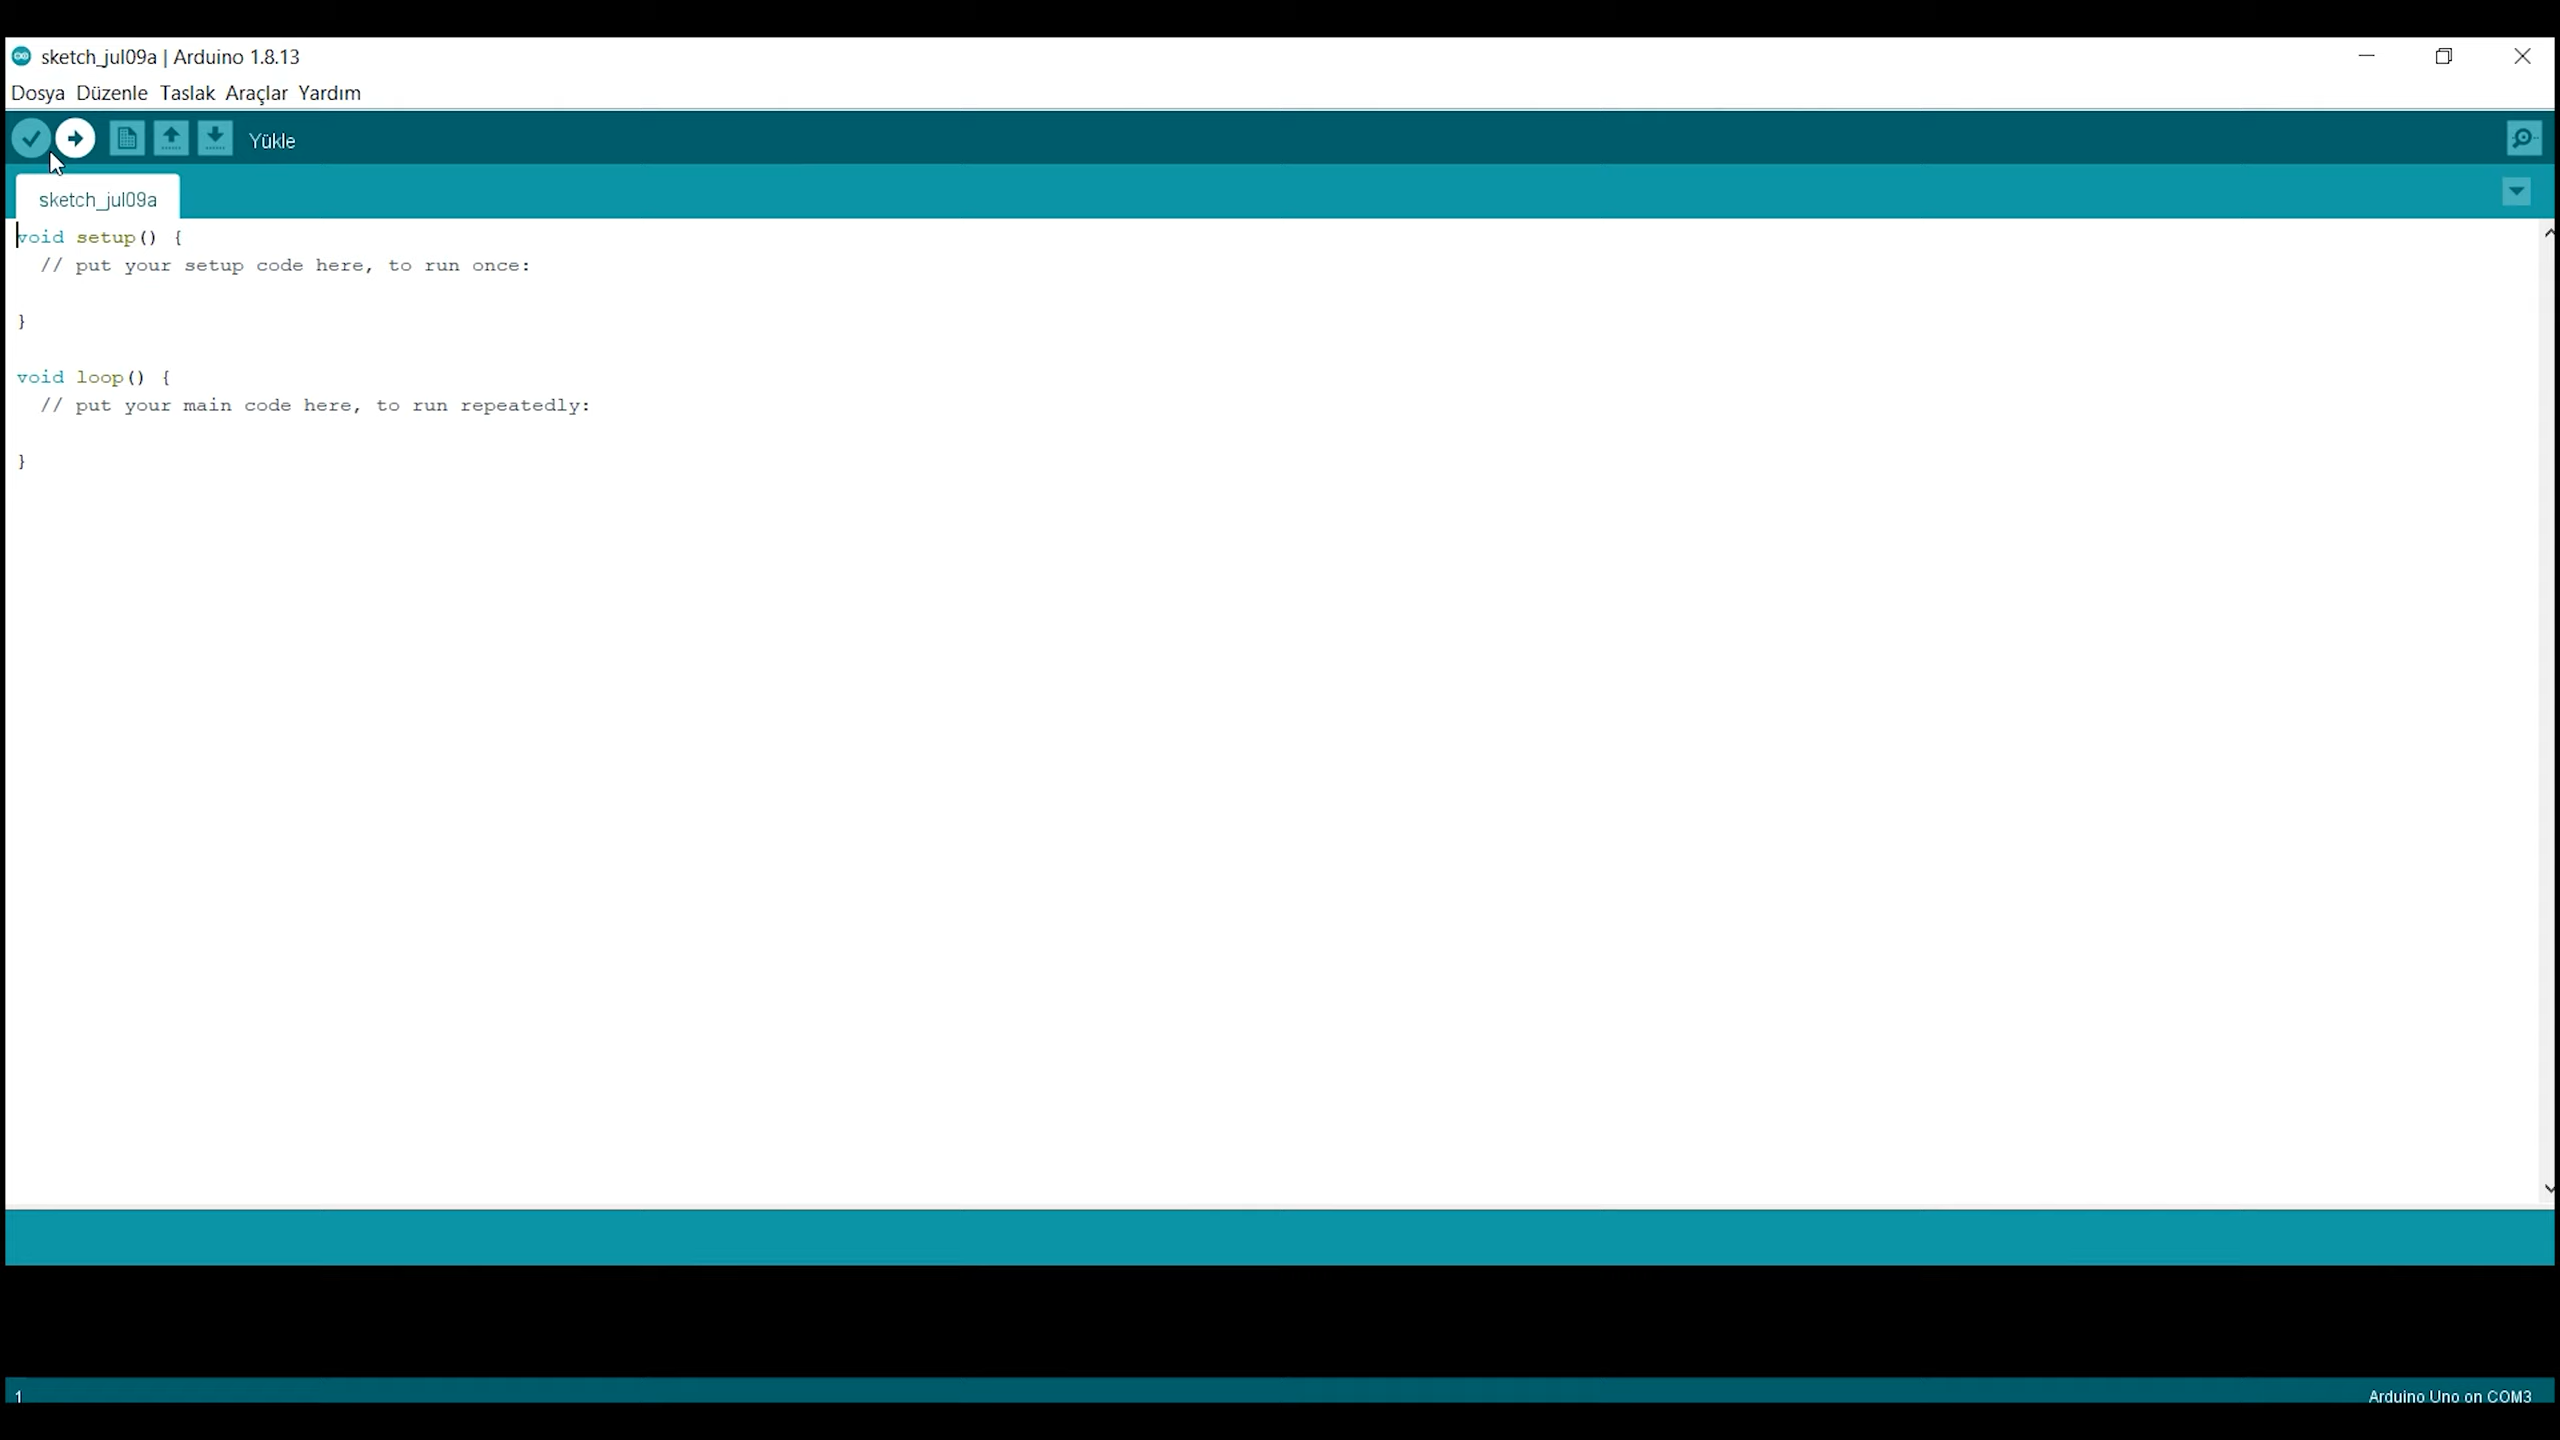 sketch_jul09a | Arduino 1.8.13
Dosya Düzenle Taslak Araçlar Yardım
Yükle
sketch_jul09a
void setup() {
  // put your setup code here, to run once:
}
void loop() {
  // put your main code here, to run repeatedly:
}
1
Arduino Uno on COM3